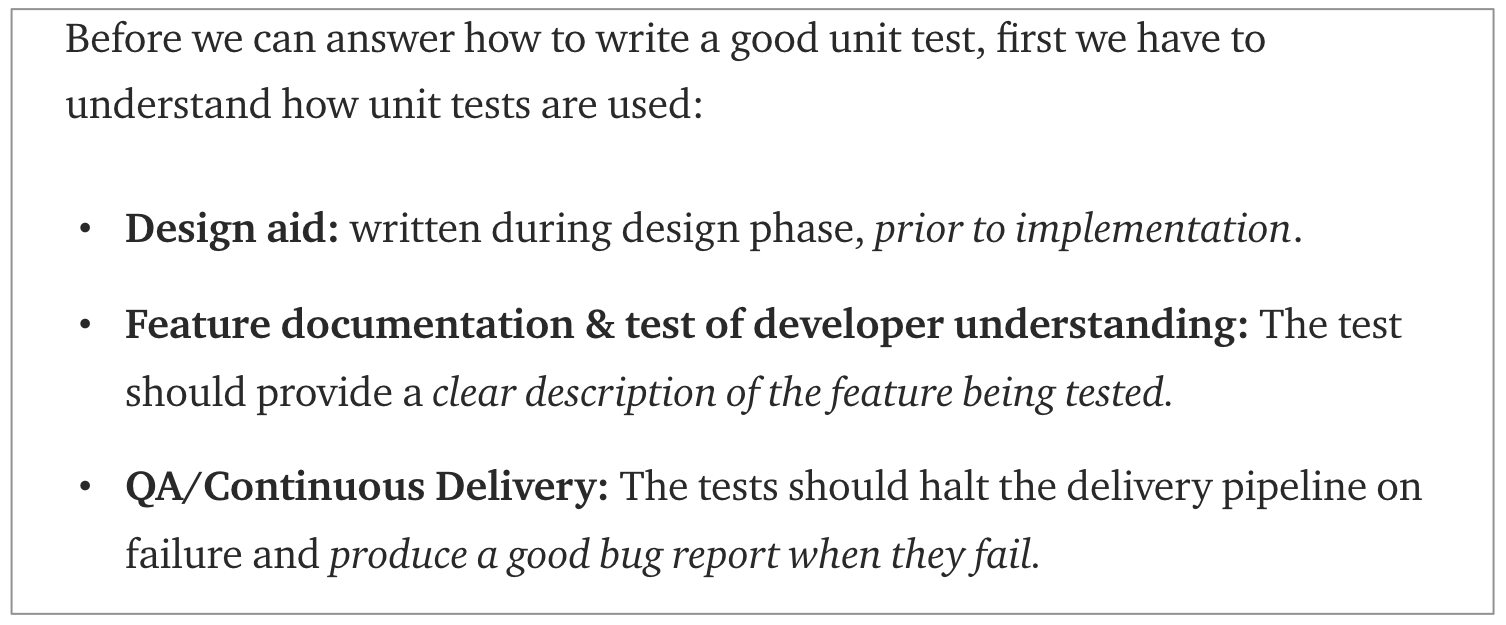 Before we can answer how to write a good unit test, first we have to
understand how unit tests are used:
• Design aid: written during design phase, prior to implementation.
• Feature documentation & test of developer understanding: The test
should provide a clear description of the feature being tested.
• QA/Continuous Delivery: The tests should halt the delivery pipeline on
failure and produce a good bug report when they fail.